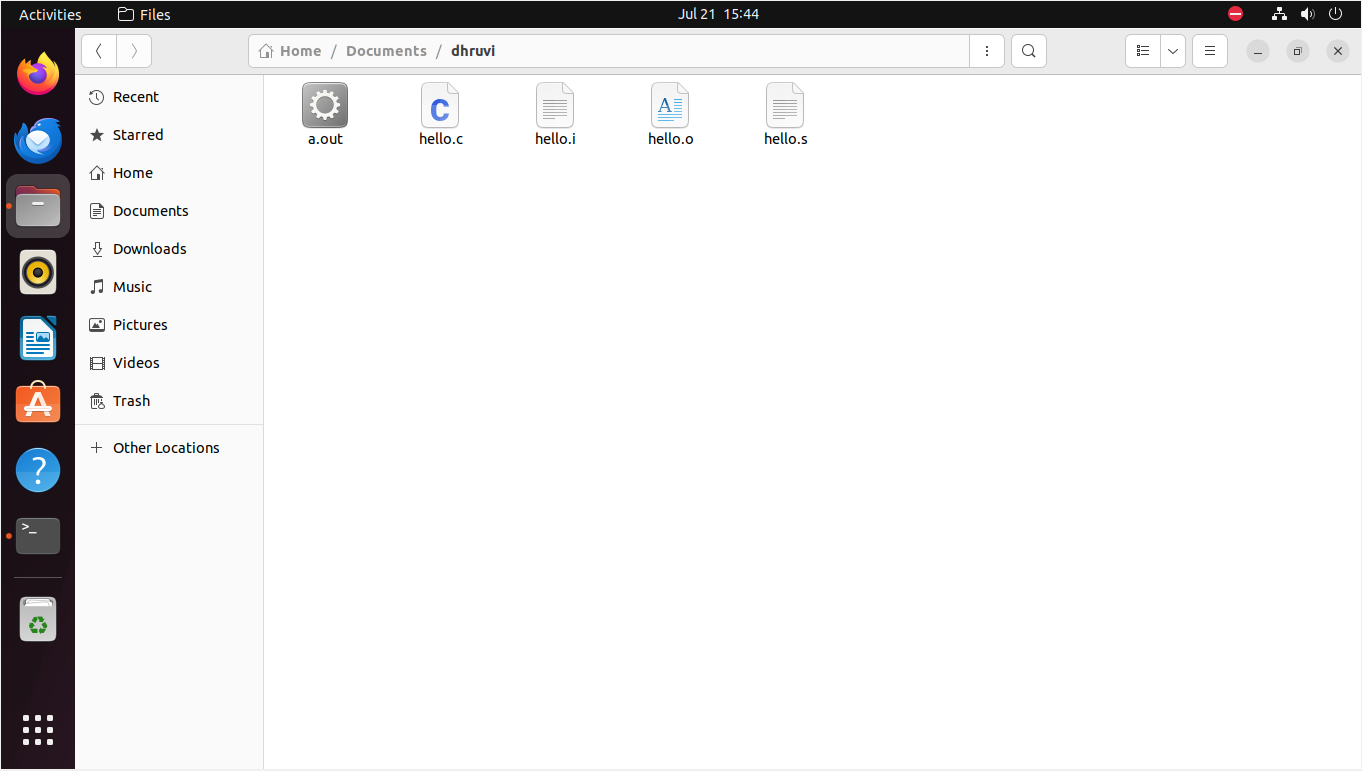 Activities Files Jul 21 15:44
Home / Documents / dhruvi
Recent
Starred
Home
Documents
Downloads
Music
Pictures
Videos
Trash
+ Other Locations
a.out hello.c hello.i hello.o hello.s